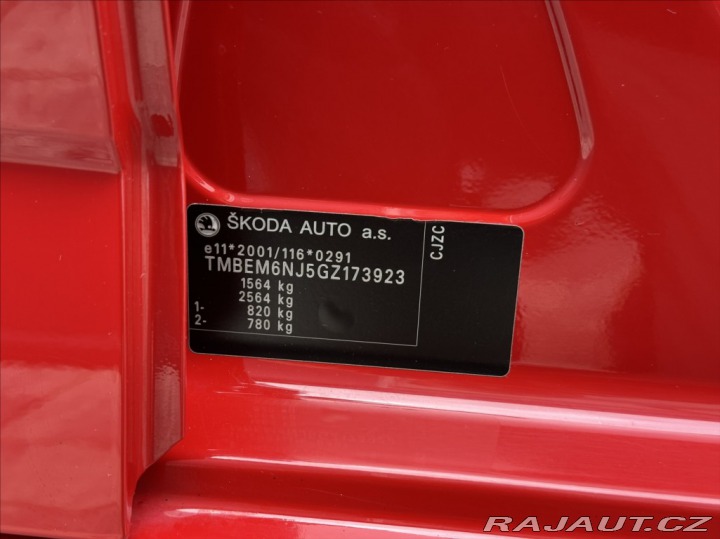 ŠKODA AUTO a.s.
e11*2001/116*0291
TMBEM6NJ5GZ173923
1564 kg
2564 kg
1- 820 kg
2- 780 kg
CJZC
RAJAUT.CZ